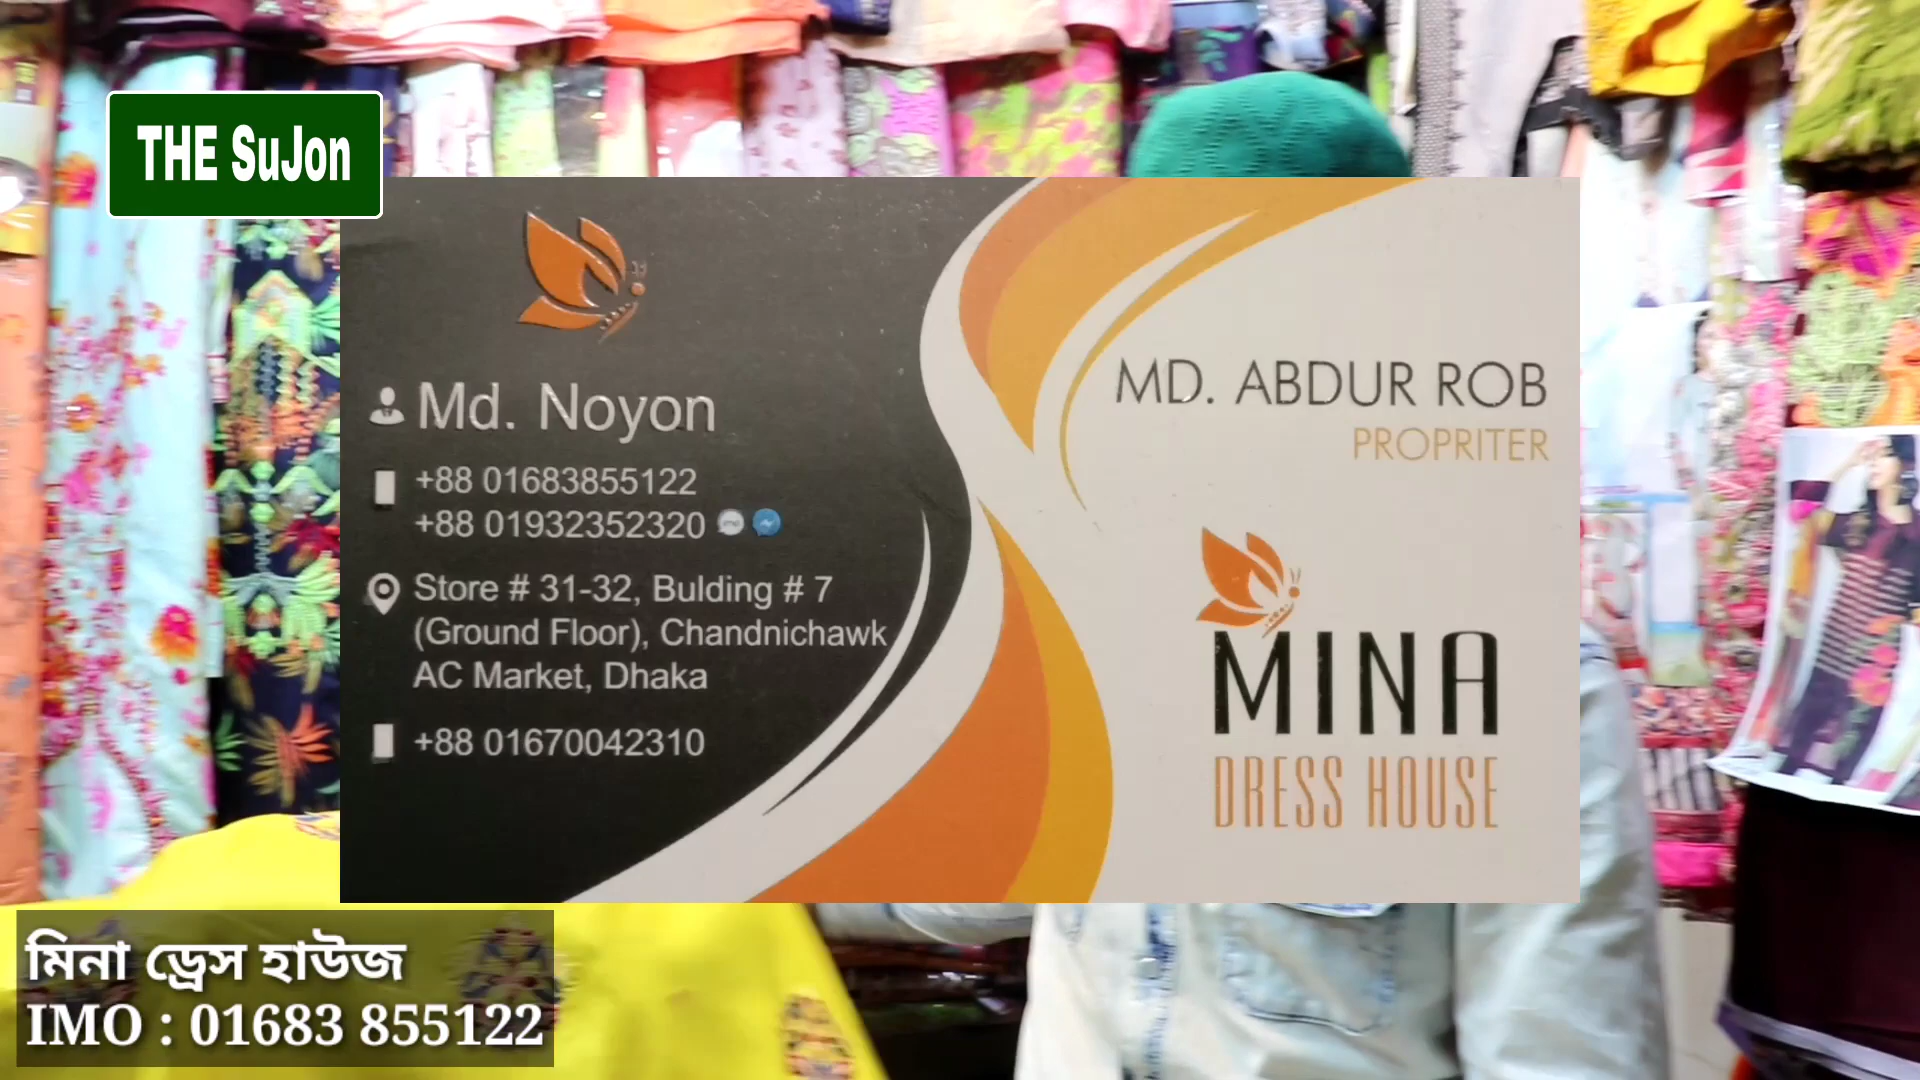 THE SuJon
Md. Noyon
+88 01683855122
+88 01932352320
Store # 31-32, Bulding # 7
(Ground Floor), Chandnichawk
AC Market, Dhaka
+88 01670042310
MD. ABDUR ROB
PROPRITER
MINA
DRESS HOUSE
মিনা ড্রেস হাউজ
IMO : 01683 855122